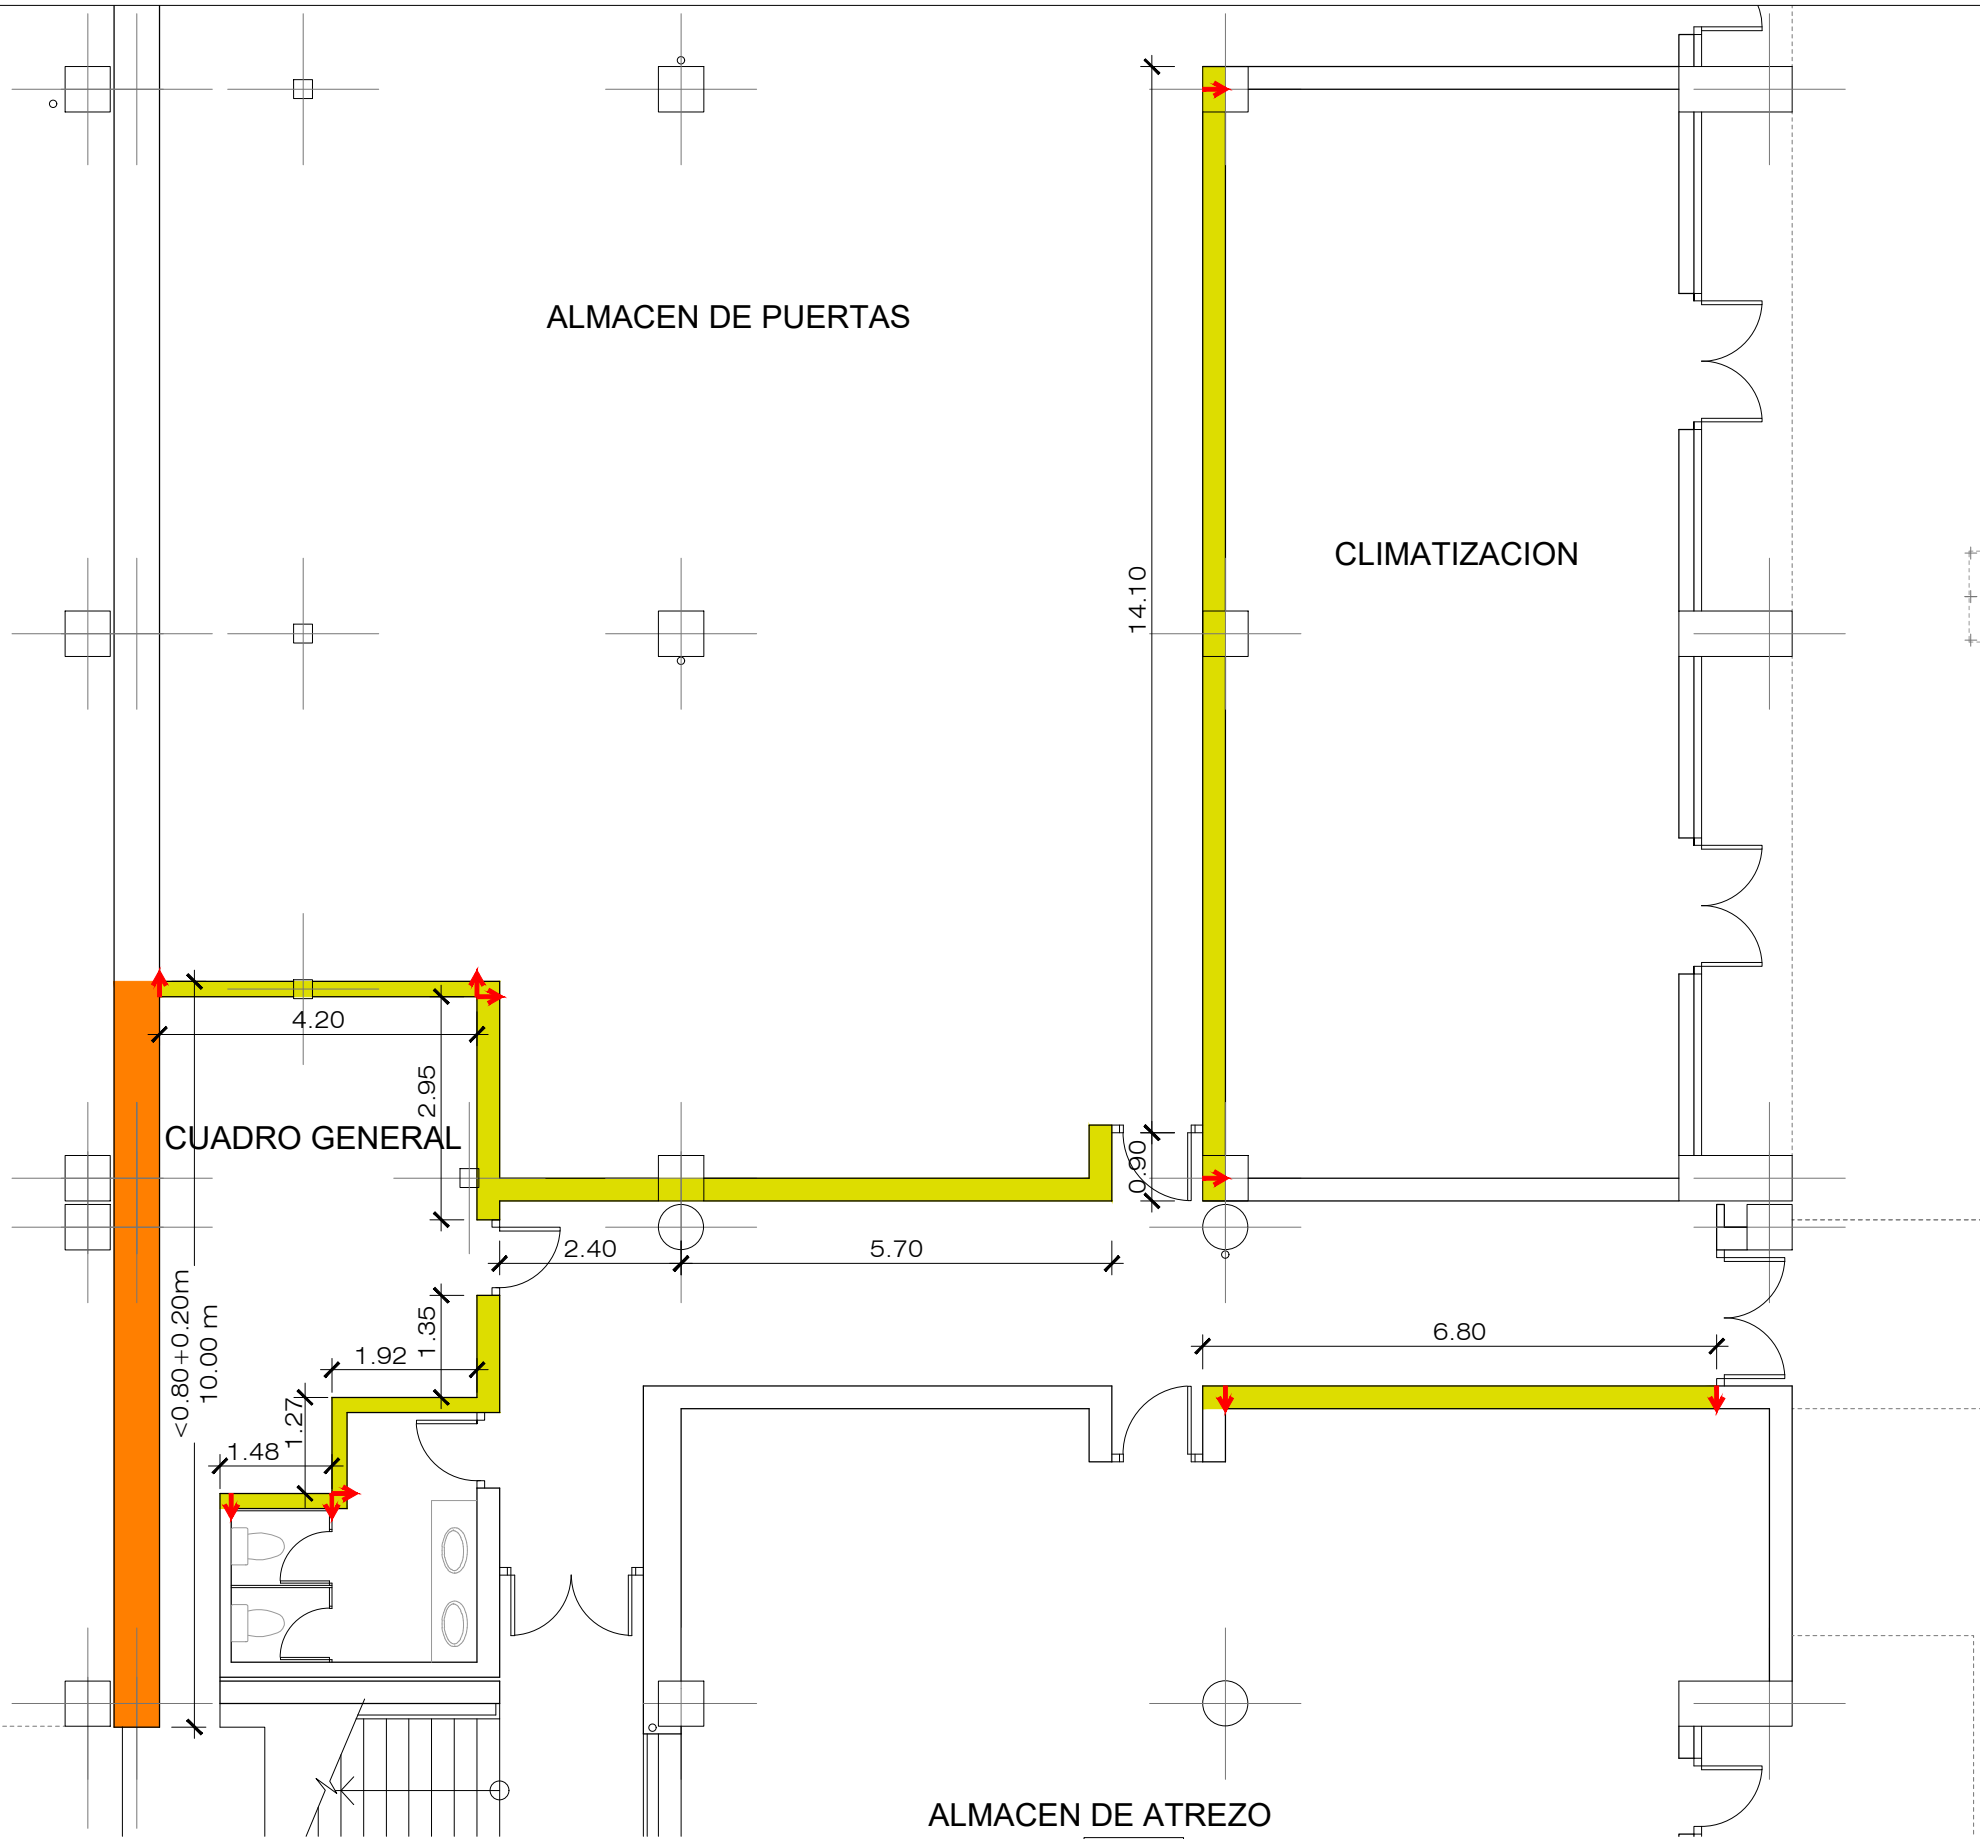 ALMACEN DE PUERTAS
CLIMATIZACION
14.10
4.20
2.95
CUADRO GENERAL
0.90
2.40
5.70
<0.80+0.20m
10.00 m
1.35
1.92
6.80
1.27
1.48
ALMACEN DE ATREZO